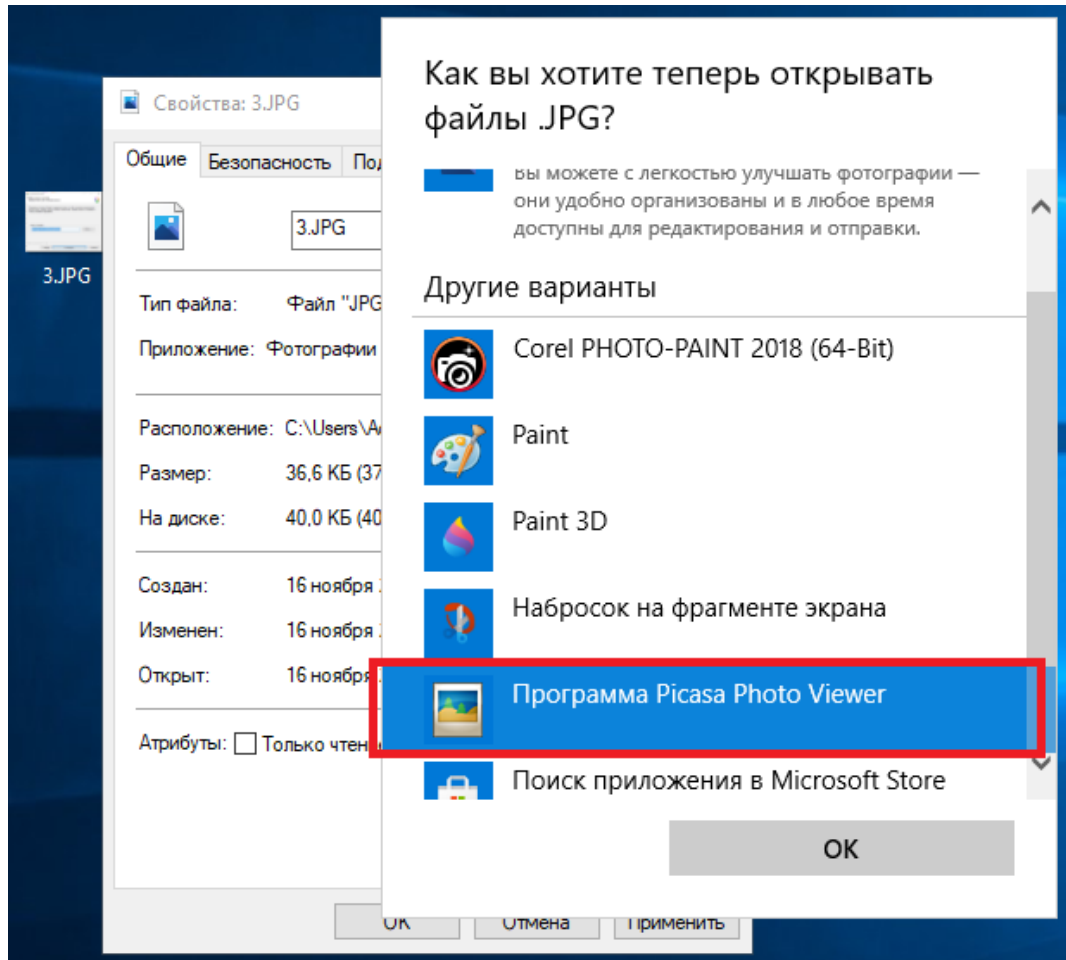 Свойства: 3.JPG
Общие Безопасность
3.JPG
3.JPG
Тип файла: Файл "JPG
Приложение: Фотографии
Расположение: C:\Users\
Размер: 36,6 КБ (37
На диске: 40,0 КБ (40
Создан: 16 ноября
Изменен: 16 ноября
Открыт: 16 ноября
Атрибуты: Только
OK Отмена Применить
Как вы хотите теперь открывать
файлы .JPG?
вы можете с легкостью улучшать фотографии —
они удобно организованы и в любое время
доступны для редактирования и отправки.
Другие варианты
Corel PHOTO-PAINT 2018 (64-Bit)
Paint
Paint 3D
Набросок на фрагменте экрана
Программа Picasa Photo Viewer
Поиск приложения в Microsoft Store
ОК